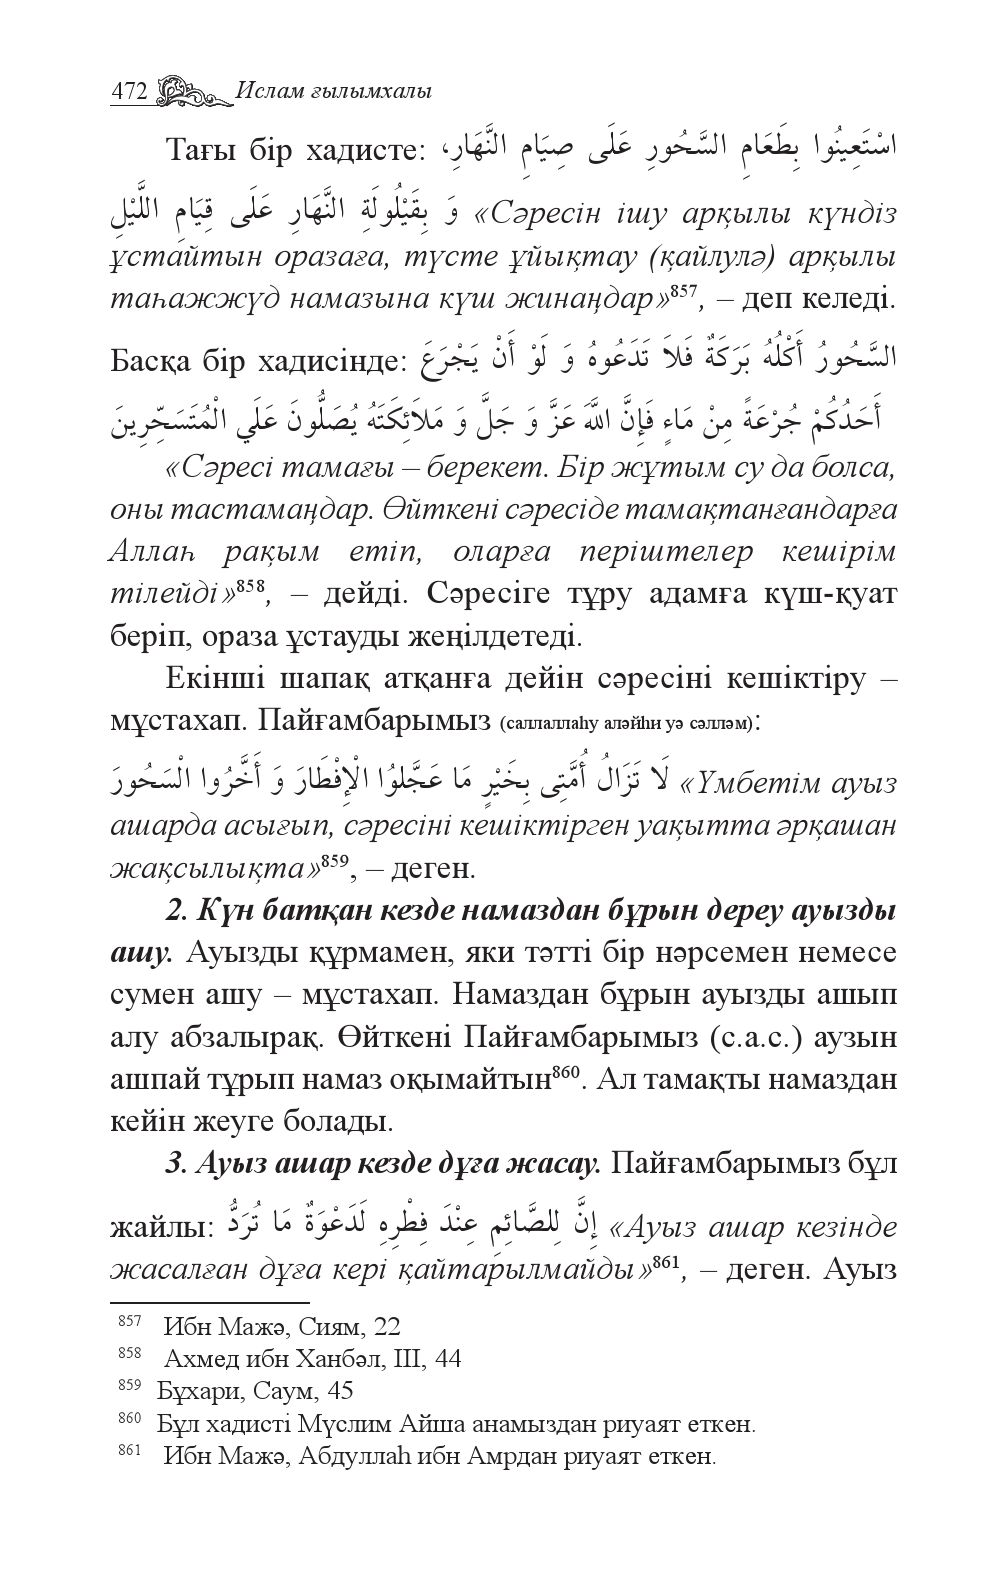 472 Ислам ғылымхалы
Тағы бір хадисте: اسْتَعِينُوا بِطَعَامِ السَّحُورِ عَلَى صِيَامِ النَّهَارِ،
وَ بِقَيْلُولَةِ النَّهَارِ عَلَى قِيَامِ اللَّيْلِ «Сәресін ішу арқылы күндіз
ұстайтын оразаға, түсте ұйықтау (қайлулә) арқылы
таһажжүд намазына күш жинаңдар»857, – деп келеді.
Басқа бір хадисінде: السَّحُورُ أَكْلُهُ بَرَكَةٌ فَلاَ تَدَعُوهُ وَ لَوْ أَنْ يَجْرَعَ
أَحَدُكُمْ جُرْعَةً مِنْ مَاءٍ فَإِنَّ اللَّهَ عَزَّ وَ جَلَّ وَ مَلاَئِكَتَهُ يُصَلُّونَ عَلَي الْمُتَسَحِّرِينَ
«Сәресі тамағы – берекет. Бір жұтым су да болса,
оны тастамаңдар. Өйткені сәресіде тамақтанғандарға
Аллаһ рақым етіп, оларға періштелер кешірім
тілейді»858, – дейді. Сәресіге тұру адамға күш-қуат
беріп, ораза ұстауды жеңілдетеді.
Екінші шапақ атқанға дейін сәресіні кешіктіру –
мұстахап. Пайғамбарымыз (саллаллаһу аләйһи уә сәлләм):
لَا تَزَالُ أُمَّتِى بِخَيْرٍ مَا عَجَّلوُا الْإِفْطَارَ وَ أَخَّرُوا الْسَحُورَ «Үмбетім ауыз
ашарда асығып, сәресіні кешіктірген уақытта әрқашан
жақсылықта»859, – деген.
2. Күн батқан кезде намаздан бұрын дереу ауызды
ашу. Ауызды құрмамен, яки тәтті бір нәрсемен немесе
сумен ашу – мұстахап. Намаздан бұрын ауызды ашып
алу абзалырақ. Өйткені Пайғамбарымыз (с.а.с.) аузын
ашпай тұрып намаз оқымайтын860. Ал тамақты намаздан
кейін жеуге болады.
3. Ауыз ашар кезде дұға жасау. Пайғамбарымыз бұл
жайлы: إِنَّ لِلصَّائِمِ عِنْدَ فِطْرِهِ لَدَعْوَةٌ مَا تُرَدُّ «Ауыз ашар кезінде
жасалған дұға кері қайтарылмайды»861, – деген. Ауыз
857 Ибн Мажә, Сиям, 22
858 Ахмед ибн Ханбәл, III, 44
859 Бұхари, Саум, 45
860 Бұл хадисті Мүслим Айша анамыздан риуаят еткен.
861 Ибн Мажә, Абдуллаһ ибн Амрдан риуаят еткен.